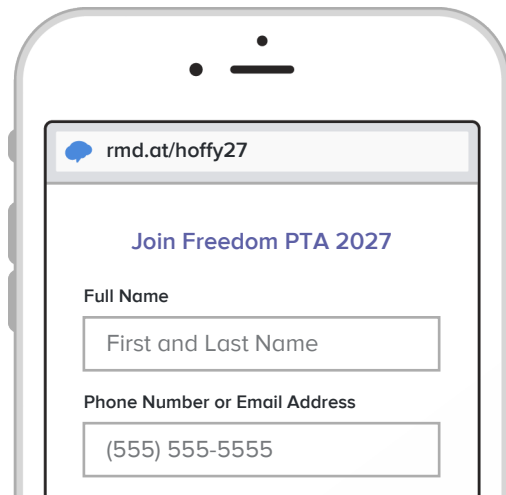 rmd.at/hoffy27
Join Freedom PTA 2027
Full Name
First and Last Name
Phone Number or Email Address
(555) 555-5555